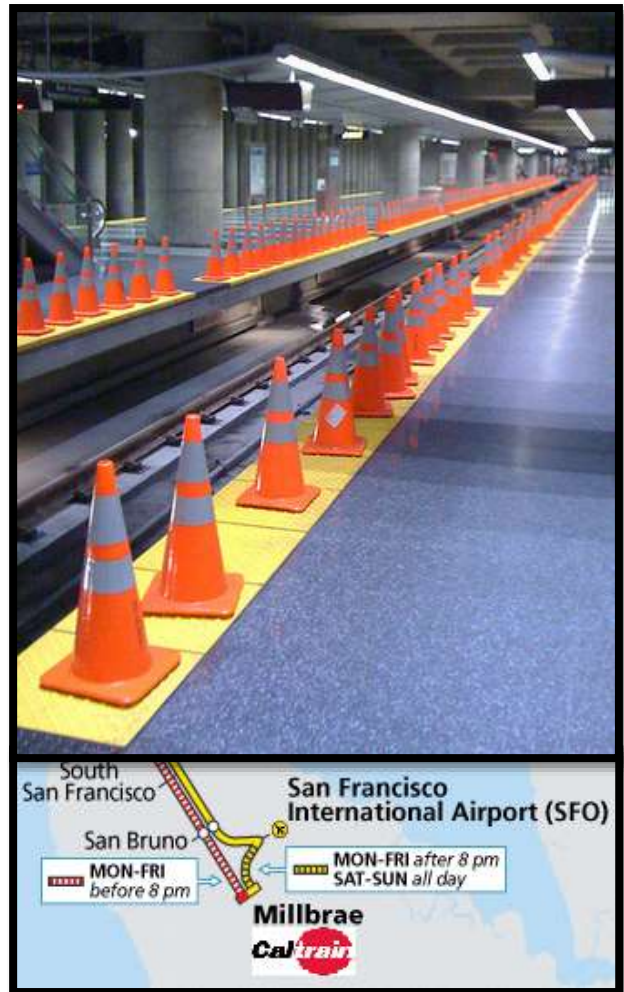 South
San Francisco
San Francisco
International Airport (SFO)
San Bruno
MON-FRI
before 8 pm
MON-FRI after 8 pm
SAT-SUN all day
Millbrae
Caltrain